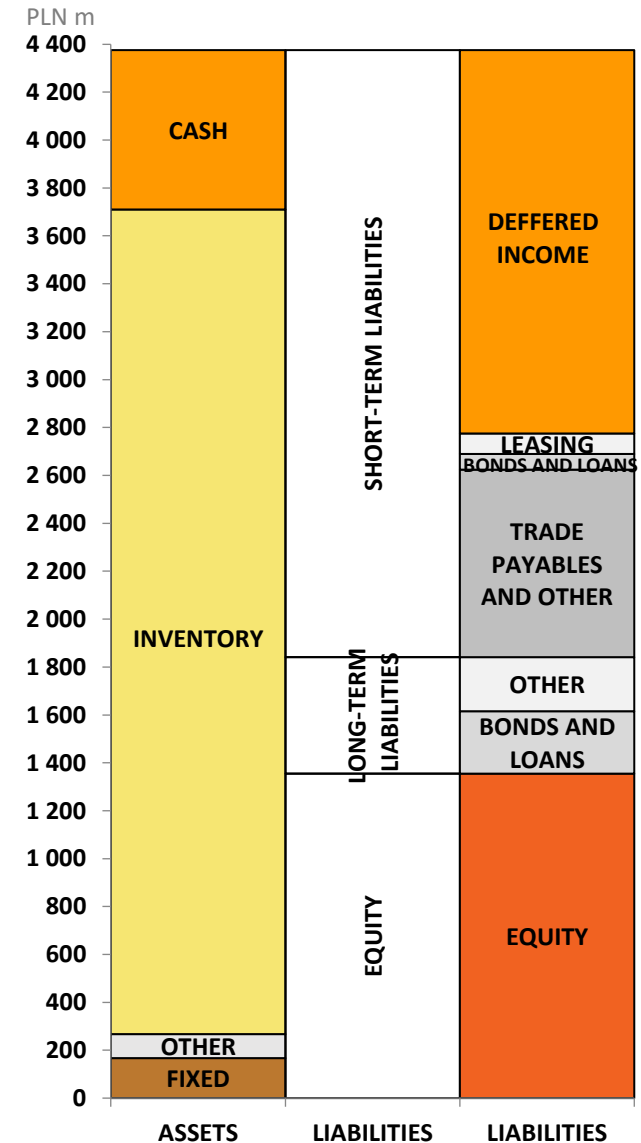 PLN m
4 400
4 200
4 000
3 800
3 600
3 400
3 200
3 000
2 800
2 600
2 400
2 200
2 000
1 800
1 600
1 400
1 200
1 000
800
600
400
200
0
CASH
INVENTORY
OTHER
FIXED
SHORT-TERM LIABILITIES
LONG-TERM
LIABILITIES
EQUITY
DEFFERED
INCOME
LEASING
BONDS AND LOANS
TRADE
PAYABLES
AND OTHER
OTHER
BONDS AND
LOANS
EQUITY
ASSETS
LIABILITIES
LIABILITIES